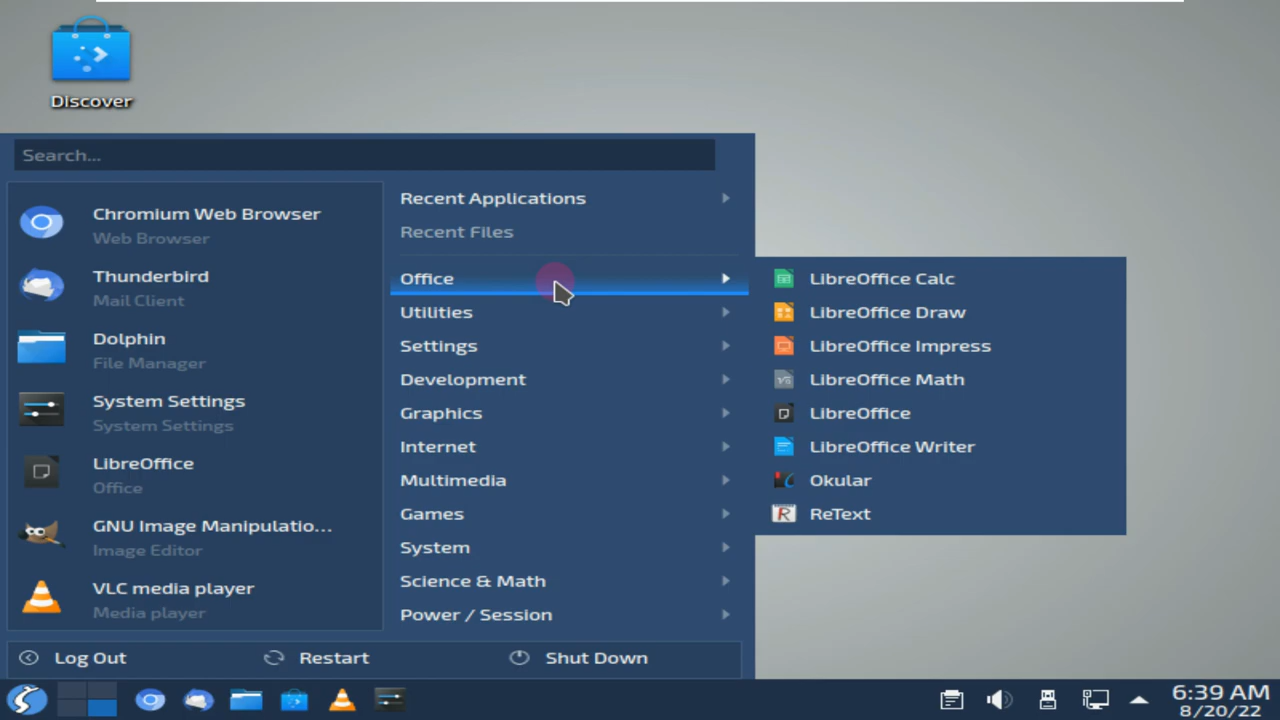 Discover
Search...
Chromium Web Browser
Web Browser
Thunderbird
Mail Client
Dolphin
File Manager
System Settings
System Settings
LibreOffice
Office
GNU Image Manipulatio...
Image Editor
VLC media player
Media player
Recent Applications
Recent Files
Office
Utilities
Settings
Development
Graphics
Internet
Multimedia
Games
System
Science & Math
Power / Session
LibreOffice Calc
LibreOffice Draw
LibreOffice Impress
LibreOffice Math
LibreOffice
LibreOffice Writer
Okular
ReText
Log Out
Restart
Shut Down
6:39 AM
8/20/22